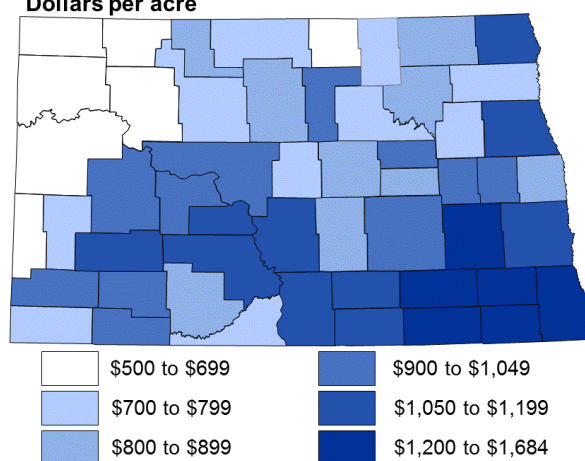 Dollars per acre
$500 to $699
$900 to $1,049
$700 to $799
$1,050 to $1,199
$800 to $899
$1,200 to $1,684